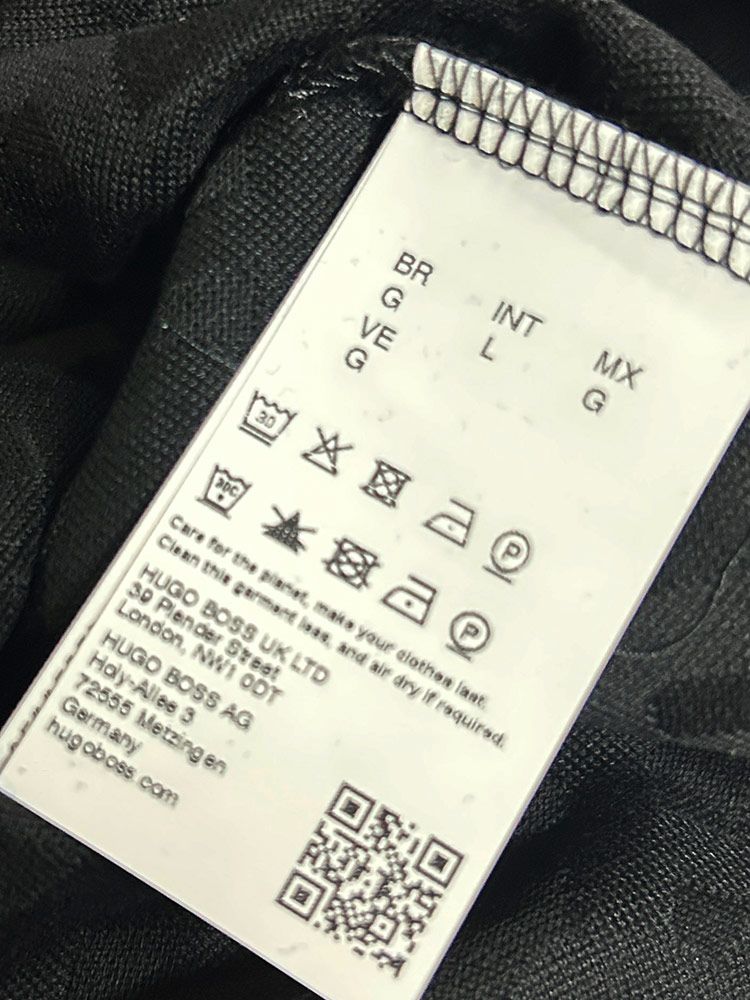 BR
G
INT
L
MX
G
VE
G
30
P
30C
P
Care for the planet, make your clothes last.
Clean this garment less, and air dry if required.
HUGO BOSS UK LTD
39 Plender Street
London, NW1 0DT
HUGO BOSS AG
Holy-Allee 3
72555 Metzingen
Germany
hugoboss.com